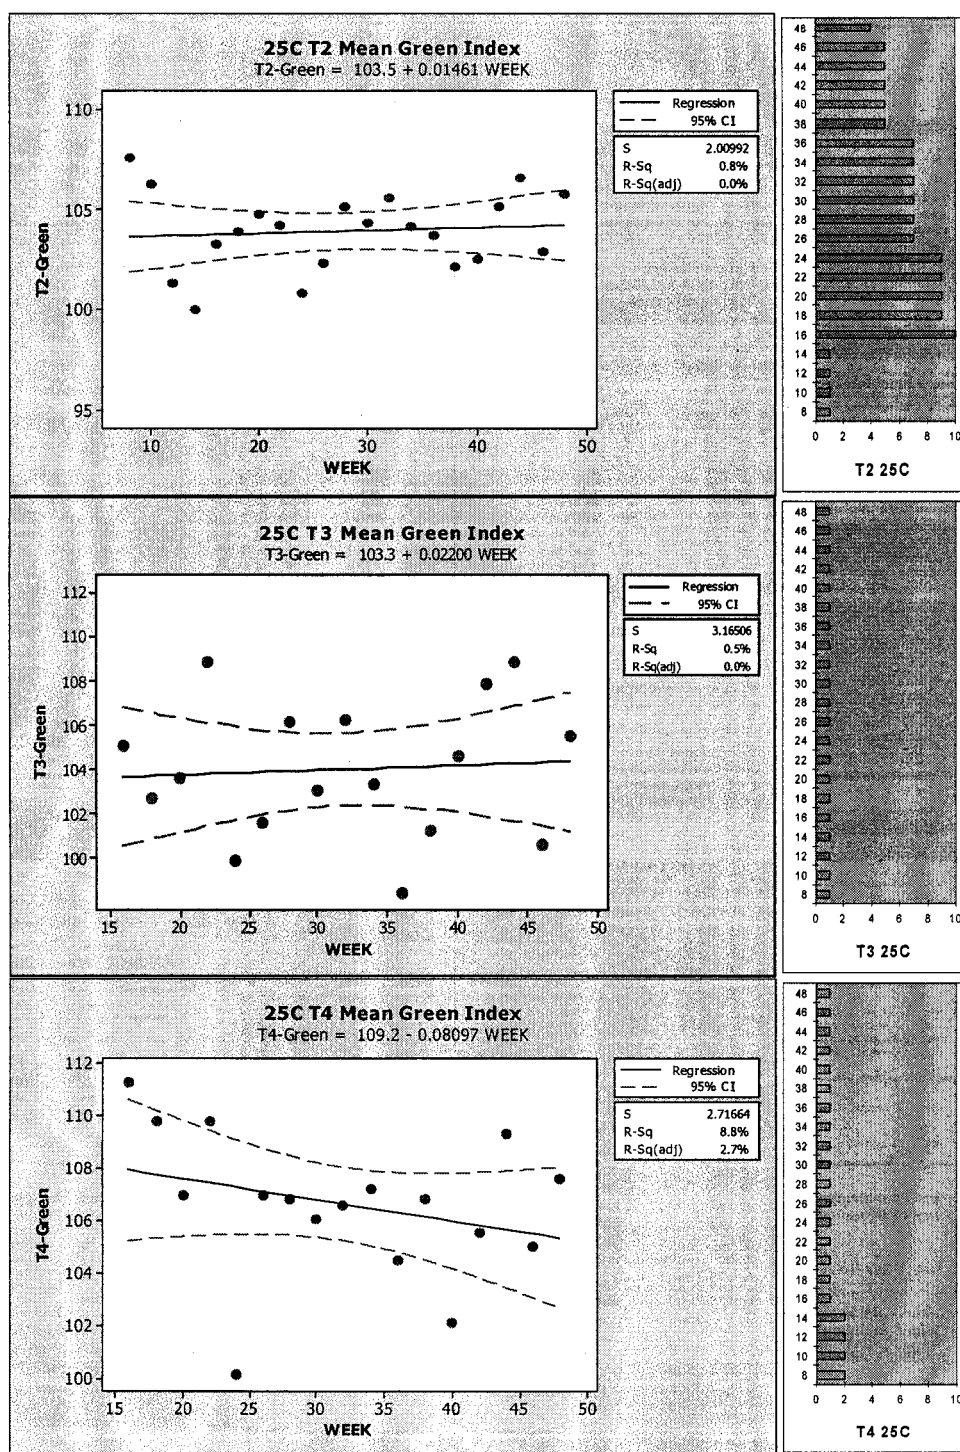 25C T2 Mean Green Index
T2-Green = 103.5 + 0.01461 WEEK
110
105
100
95
T2-Green
10 20 30 40 50
WEEK
Regression
95% CI
S 2.00992
R-Sq 0.8%
R-Sq(adj) 0.0%
48
46
44
42
40
38
36
34
32
30
28
26
24
22
20
18
16
14
12
10
8
0 2 4 6 8 10
T2 25C
25C T3 Mean Green Index
T3-Green = 103.3 + 0.02200 WEEK
112
110
108
106
104
102
100
T3-Green
15 20 25 30 35 40 45 50
WEEK
Regression
95% CI
S 3.16506
R-Sq 0.5%
R-Sq(adj) 0.0%
48
46
44
42
40
38
36
34
32
30
28
26
24
22
20
18
16
14
12
10
8
0 2 4 6 8 10
T3 25C
25C T4 Mean Green Index
T4-Green = 109.2 - 0.08097 WEEK
112
110
108
106
104
102
100
T4-Green
15 20 25 30 35 40 45 50
WEEK
Regression
95% CI
S 2.71664
R-Sq 8.8%
R-Sq(adj) 2.7%
48
46
44
42
40
38
36
34
32
30
28
26
24
22
20
18
16
14
12
10
8
0 2 4 6 8 10
T4 25C